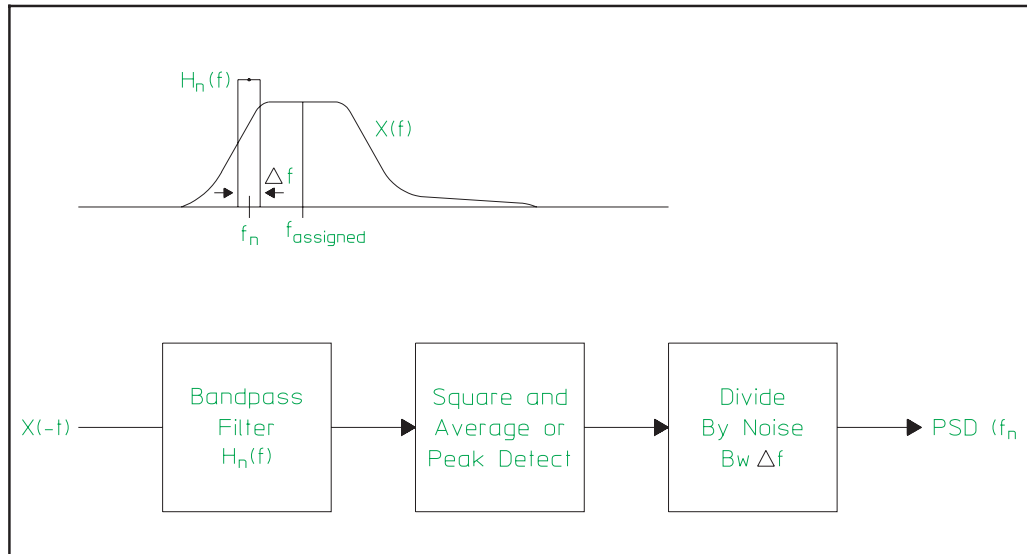 Hn(f)
X(f)
△f
fn
fassigned
X(-t)
Bandpass
Filter
Hn(f)
Square and
Average or
Peak Detect
Divide
By Noise
Bw △f
PSD (fn